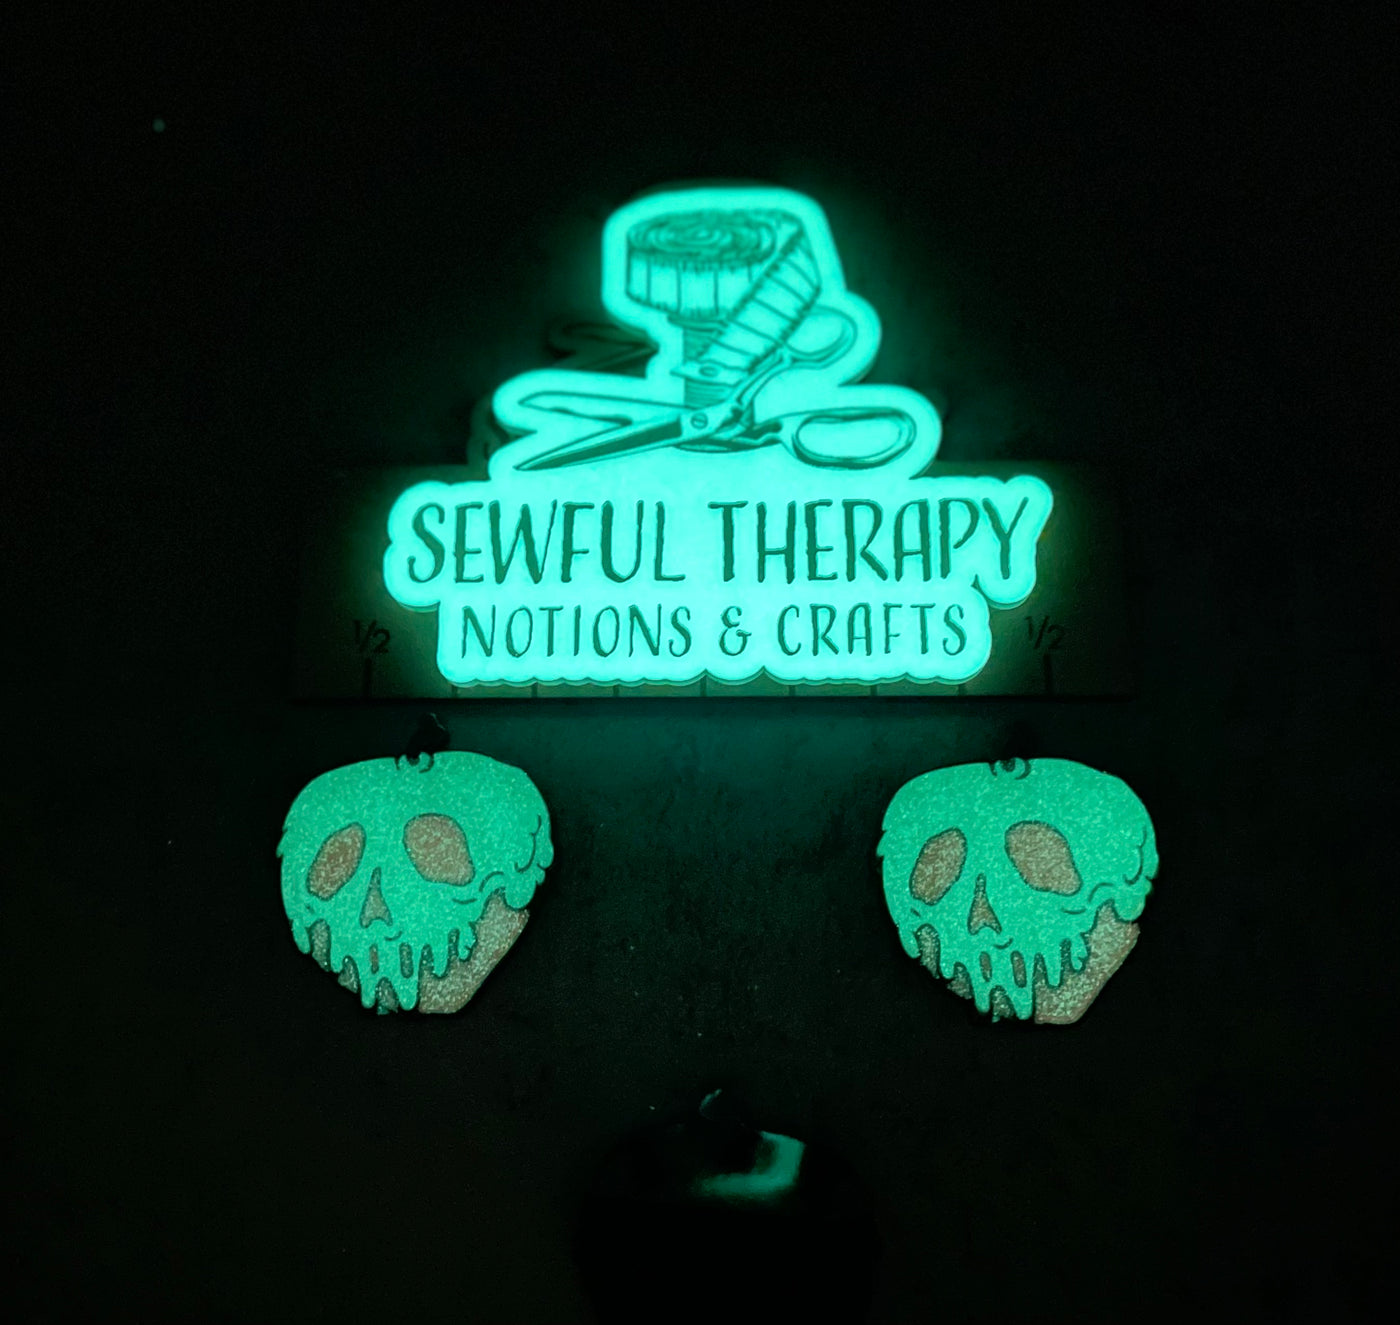 SEWFUL THERAPY
NOTIONS & CRAFTS
1/2 1/2